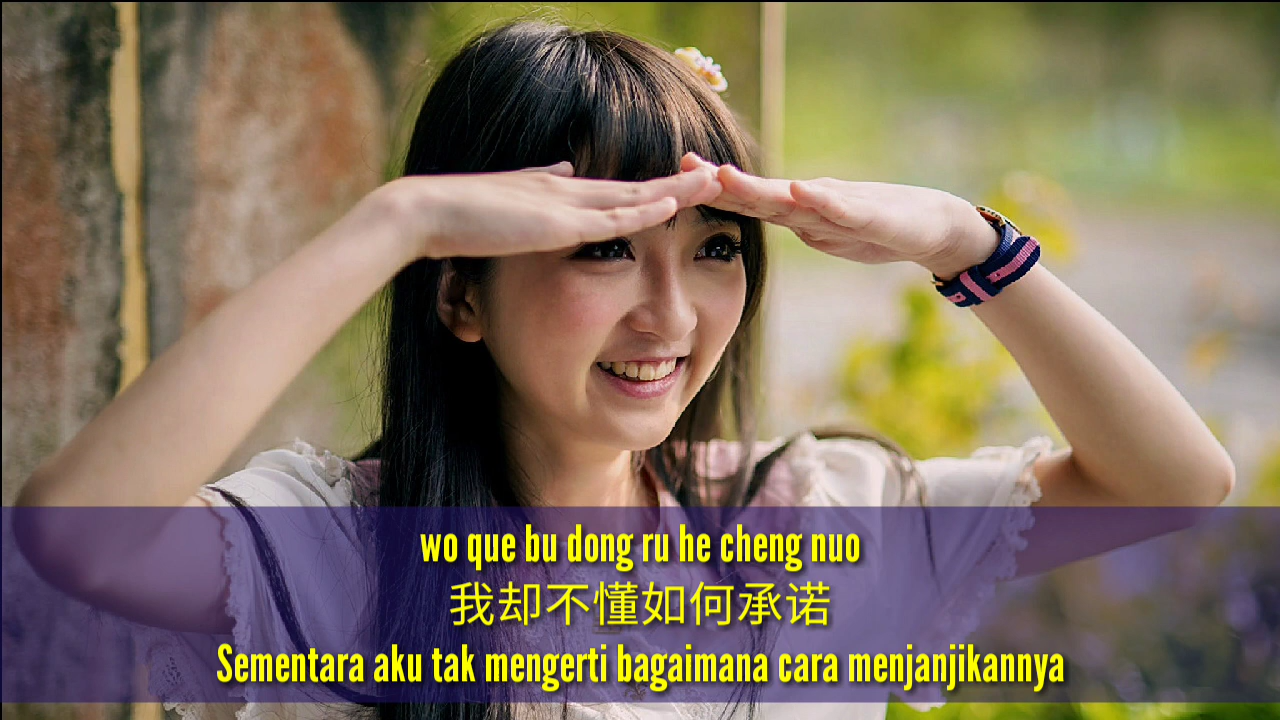 wo que bu dong ru he cheng nuo
我却不懂如何承诺
Sementara aku tak mengerti bagaimana cara menjanjikannya